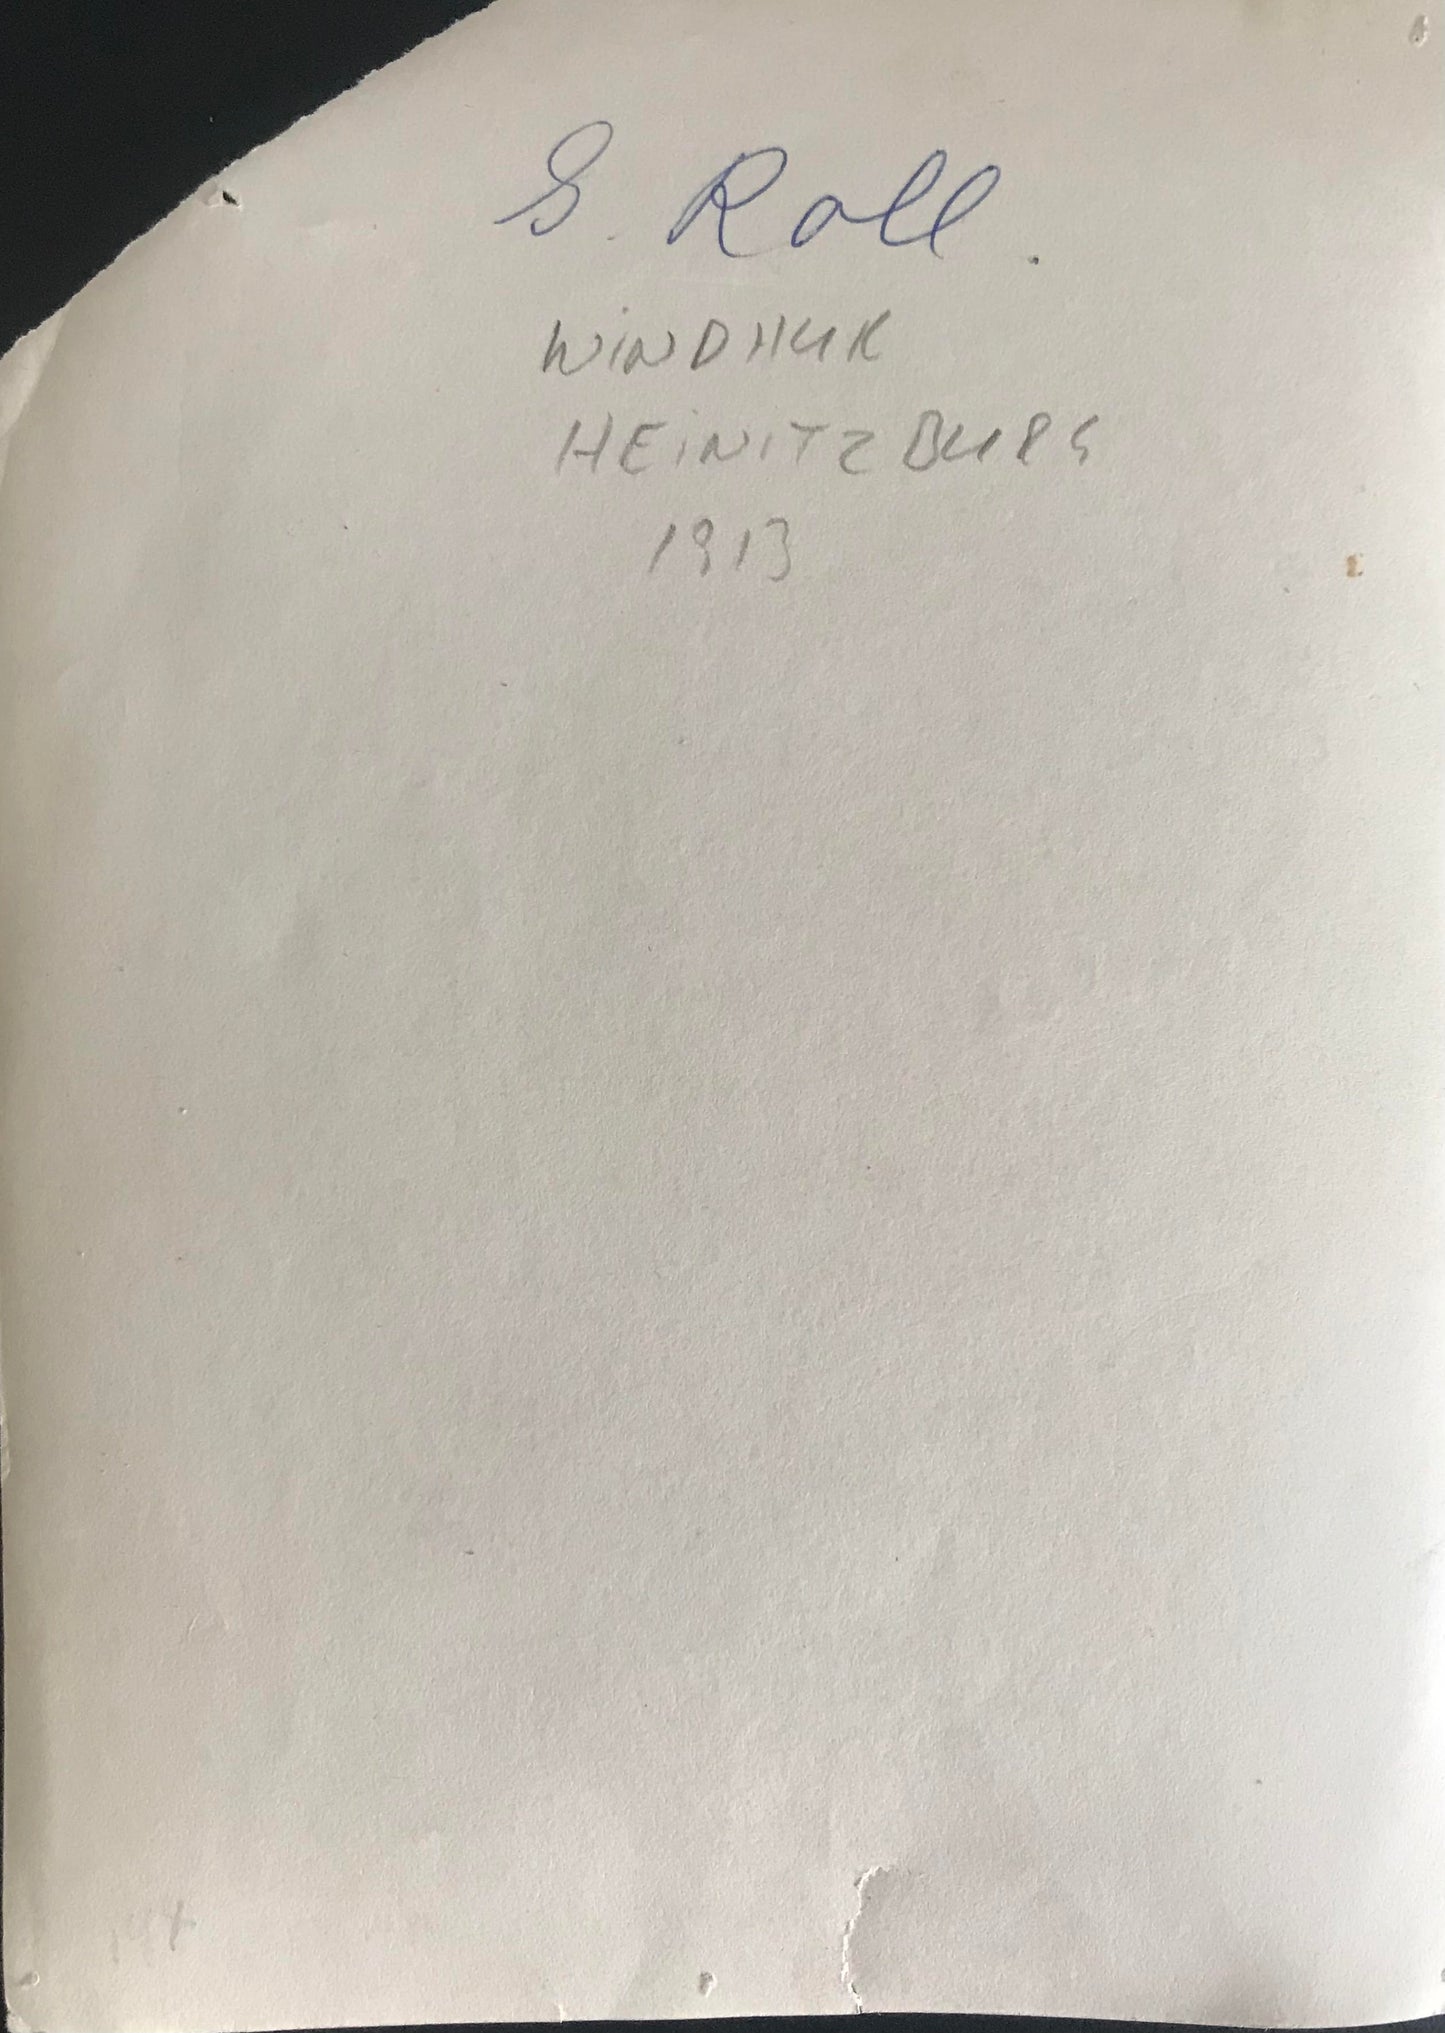 S. Roll.
WiNDHUK
HEiNiTZBURG
1913